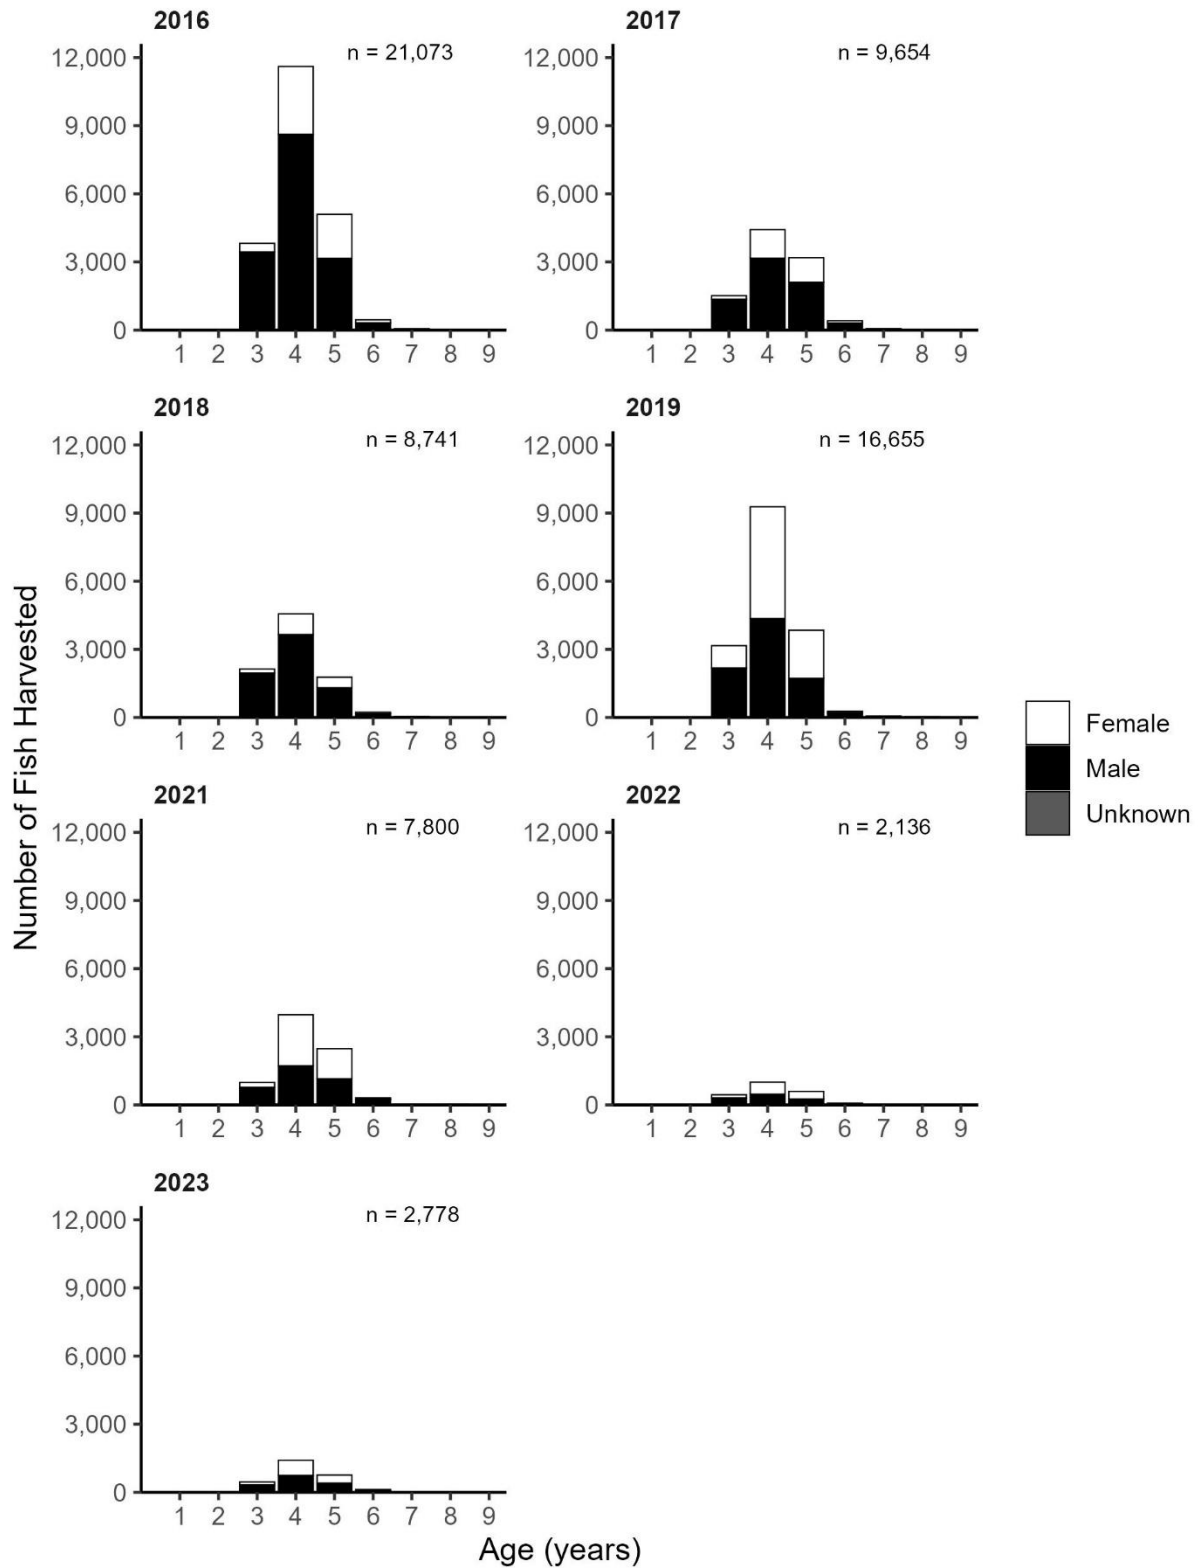 2016
n = 21,073
12,000
9,000
6,000
3,000
0
1 2 3 4 5 6 7 8 9
2017
n = 9,654
12,000
9,000
6,000
3,000
0
1 2 3 4 5 6 7 8 9
2018
n = 8,741
12,000
9,000
6,000
3,000
0
1 2 3 4 5 6 7 8 9
2019
n = 16,655
12,000
9,000
6,000
3,000
0
1 2 3 4 5 6 7 8 9
2021
n = 7,800
12,000
9,000
6,000
3,000
0
1 2 3 4 5 6 7 8 9
2022
n = 2,136
12,000
9,000
6,000
3,000
0
1 2 3 4 5 6 7 8 9
2023
n = 2,778
12,000
9,000
6,000
3,000
0
1 2 3 4 5 6 7 8 9
Number of Fish Harvested
Age (years)
Female
Male
Unknown